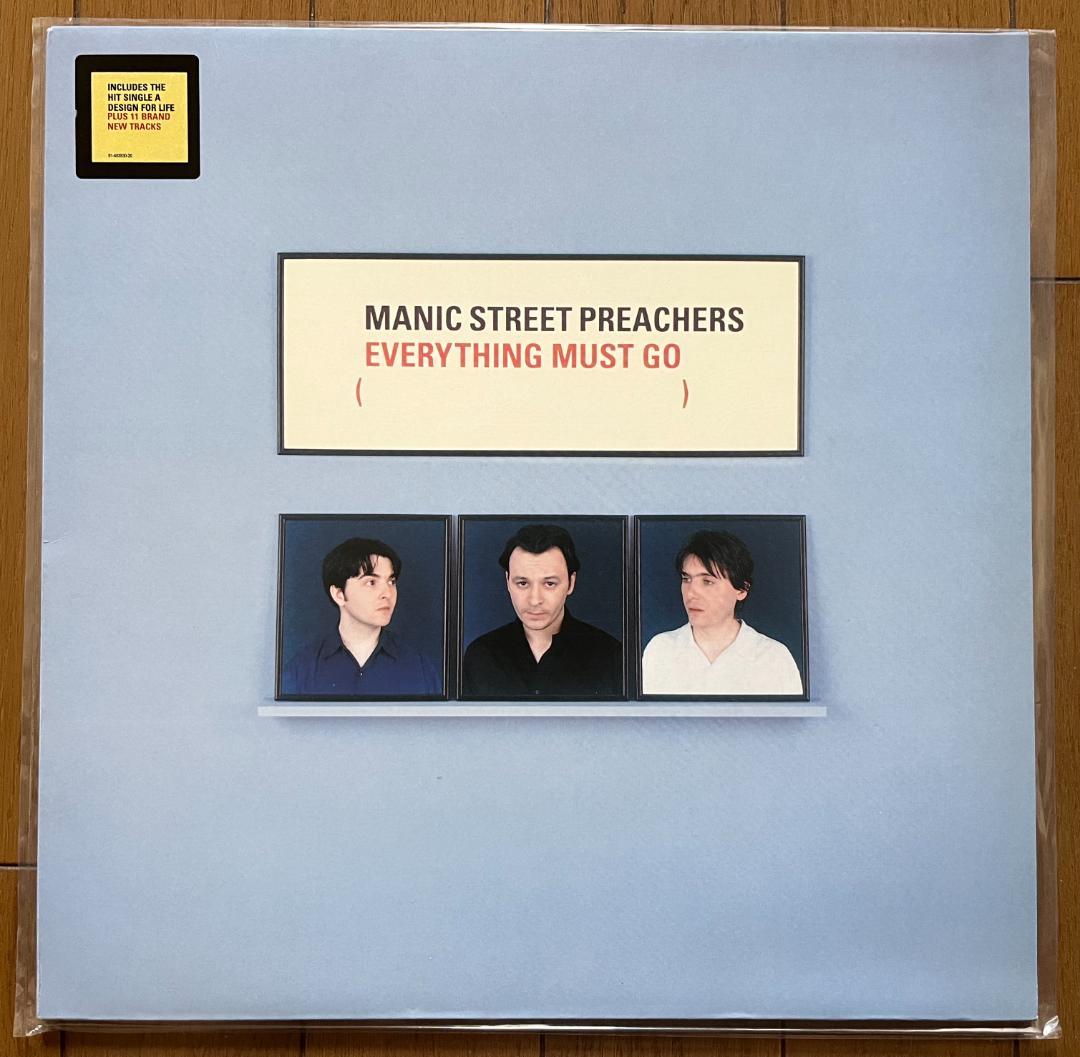 INCLUDES THE
HIT SINGLE A
DESIGN FOR LIFE
PLUS 11 BRAND
NEW TRACKS
MANIC STREET PREACHERS
EVERYTHING MUST GO
( )